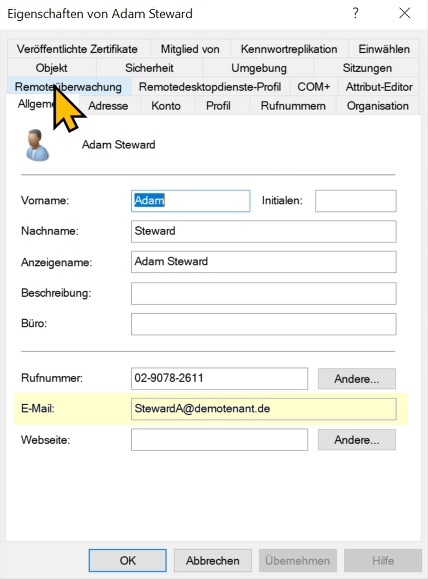 Eigenschaften von Adam Steward ? ×
Veröffentlichte Zertifikate Mitglied von Kennwortreplikation Einwählen
Objekt Sicherheit Umgebung Sitzungen
Remoteüberwachung Remotedesktopdienste-Profil COM+ Attribut-Editor
Adresse Konto Profil Rufnummern Organisation
Adam Steward
Vorname: Adam Initialen:
Nachname: Steward
Anzeigename: Adam Steward
Beschreibung:
Büro:
Rufnummer: 02-9078-2611 Andere...
E-Mail: StewardA@demotenant.de
Webseite: Andere...
OK Abbrechen Übernehmen Hilfe